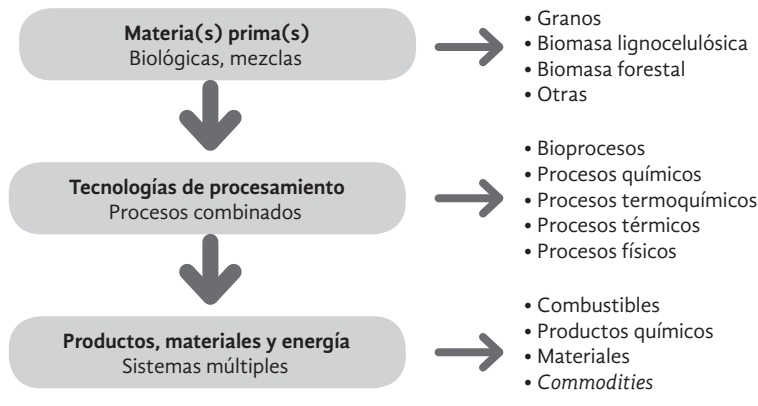 Materia(s) prima(s)
Biológicas, mezclas
• Granos
• Biomasa lignocelulósica
• Biomasa forestal
• Otras
Tecnologías de procesamiento
Procesos combinados
• Bioprocesos
• Procesos químicos
• Procesos termoquímicos
• Procesos térmicos
• Procesos físicos
Productos, materiales y energía
Sistemas múltiples
• Combustibles
• Productos químicos
• Materiales
• Commodities